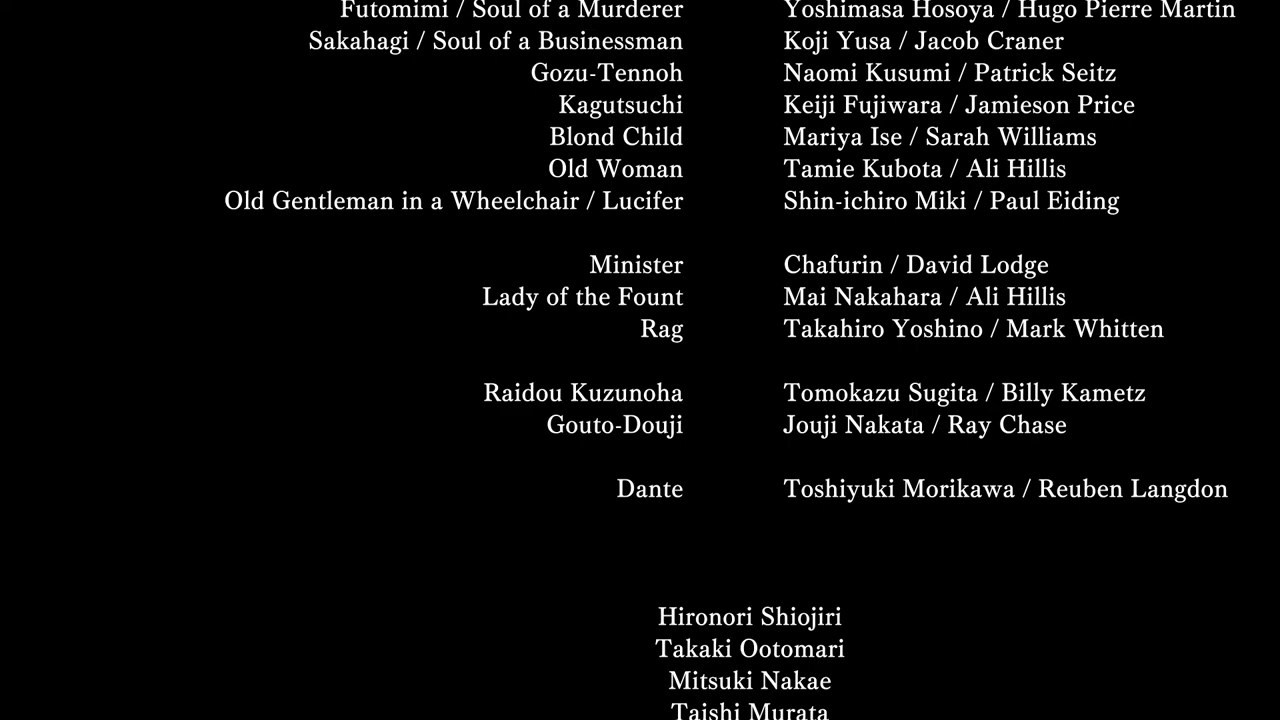 Futomimi / Soul of a Murderer Yoshimasa Hosoya / Hugo Pierre Martin
Sakahagi / Soul of a Businessman Koji Yusa / Jacob Craner
Gozu-Tennoh Naomi Kusumi / Patrick Seitz
Kagutsuchi Keiji Fujiwara / Jamieson Price
Blond Child Mariya Ise / Sarah Williams
Old Woman Tamie Kubota / Ali Hillis
Old Gentleman in a Wheelchair / Lucifer Shin-ichiro Miki / Paul Eiding
Minister Chafurin / David Lodge
Lady of the Fount Mai Nakahara / Ali Hillis
Rag Takahiro Yoshino / Mark Whitten
Raidou Kuzunoha Tomokazu Sugita / Billy Kametz
Gouto-Douji Jouji Nakata / Ray Chase
Dante Toshiyuki Morikawa / Reuben Langdon
Hironori Shiojiri
Takaki Ootomari
Mitsuki Nakae
Taishi Murata